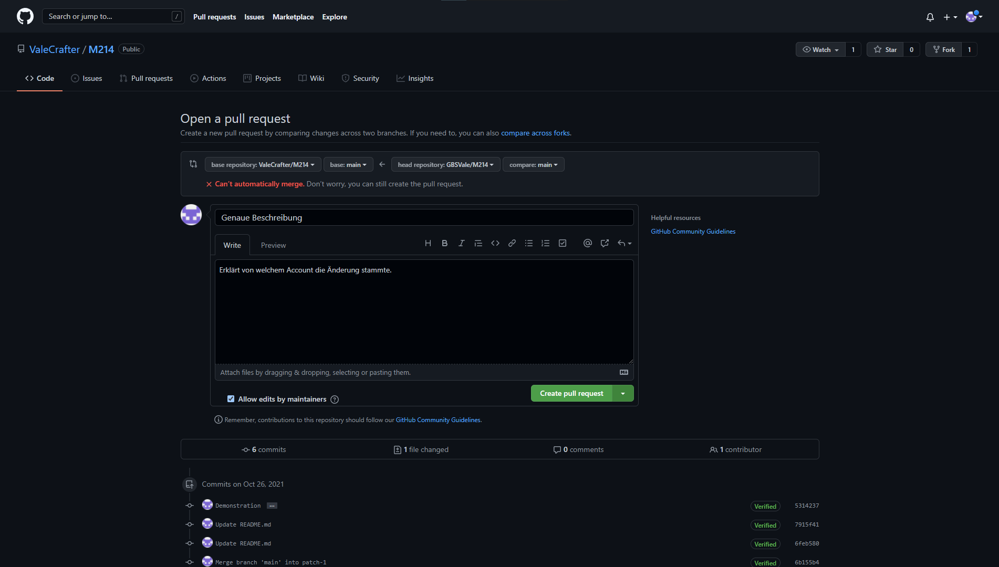 Search or jump to... /
Pull requests Issues Marketplace Explore
ValeCrafter / M214 Public
Watch 1 Star 0 Fork 1
Code Issues Pull requests Actions Projects Wiki Security Insights
Open a pull request
Create a new pull request by comparing changes across two branches. If you need to, you can also compare across forks.
base repository: ValeCrafter/M214 base: main ← head repository: GBSVale/M214 compare: main
Can’t automatically merge. Don’t worry, you can still create the pull request.
Genaue Beschreibung
Write Preview
Erklärt von welchem Account die Änderung stammte.
Attach files by dragging & dropping, selecting or pasting them.
Allow edits by maintainers
Create pull request
Remember, contributions to this repository should follow our GitHub Community Guidelines.
Helpful resources
GitHub Community Guidelines
6 commits 1 file changed 0 comments 1 contributor
Commits on Oct 26, 2021
Demonstration … Verified 5314237
Update README.md Verified 7915f41
Update README.md Verified 6feb580
Merge branch 'main' into patch-1 Verified 6b155b4